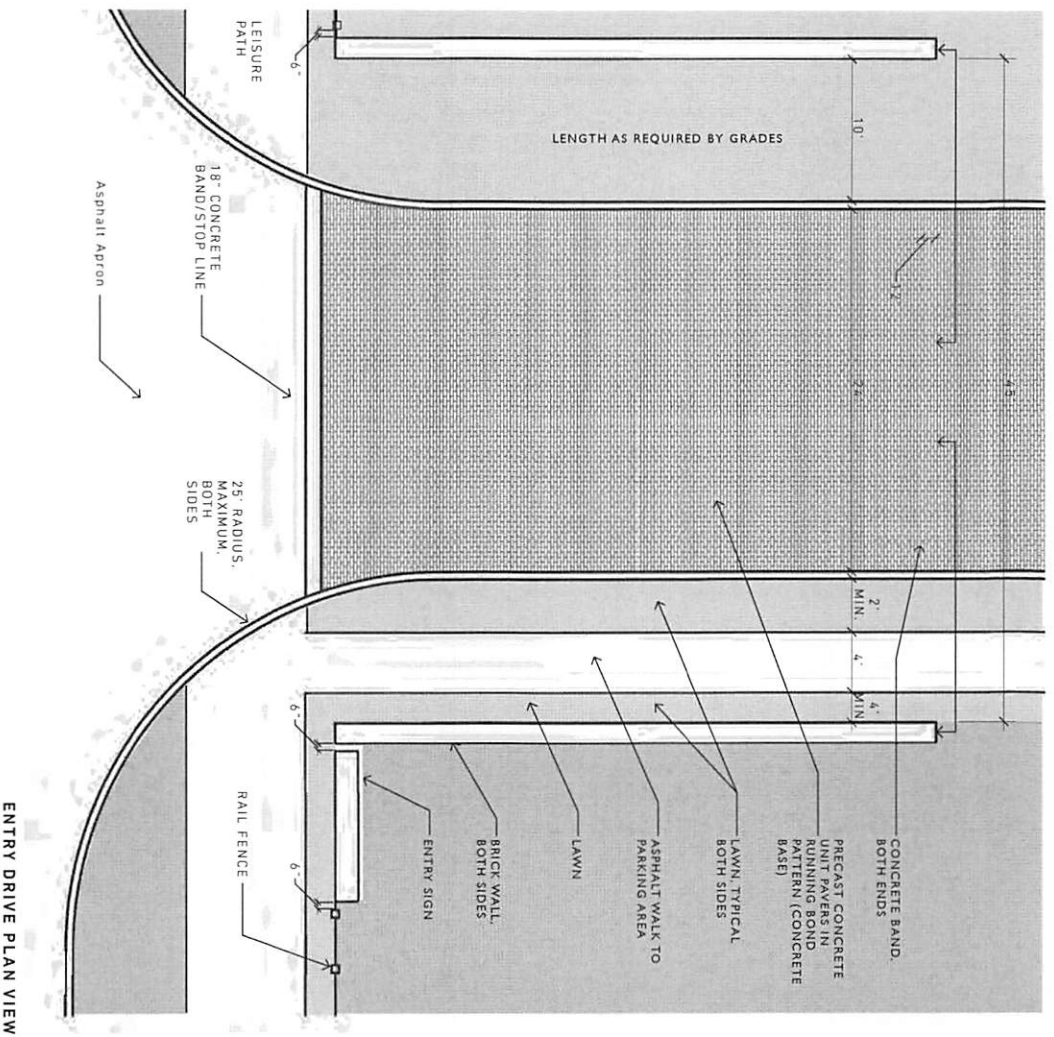 LEISURE
PATH
6"
LENGTH AS REQUIRED BY GRADES
10'
12"
24'
45'
2'
MIN.
4'
4'
MIN
18" CONCRETE
BAND/STOP LINE
Asphalt Apron
25' RADIUS,
MAXIMUM,
BOTH
SIDES
CONCRETE BAND,
BOTH ENDS
PRECAST CONCRETE
UNIT PAVERS IN
RUNNING BOND
PATTERN (CONCRETE
BASE)
LAWN, TYPICAL
BOTH SIDES
ASPHALT WALK TO
PARKING AREA
LAWN
BRICK WALL,
BOTH SIDES
ENTRY SIGN
6"
6"
RAIL FENCE
ENTRY DRIVE PLAN VIEW